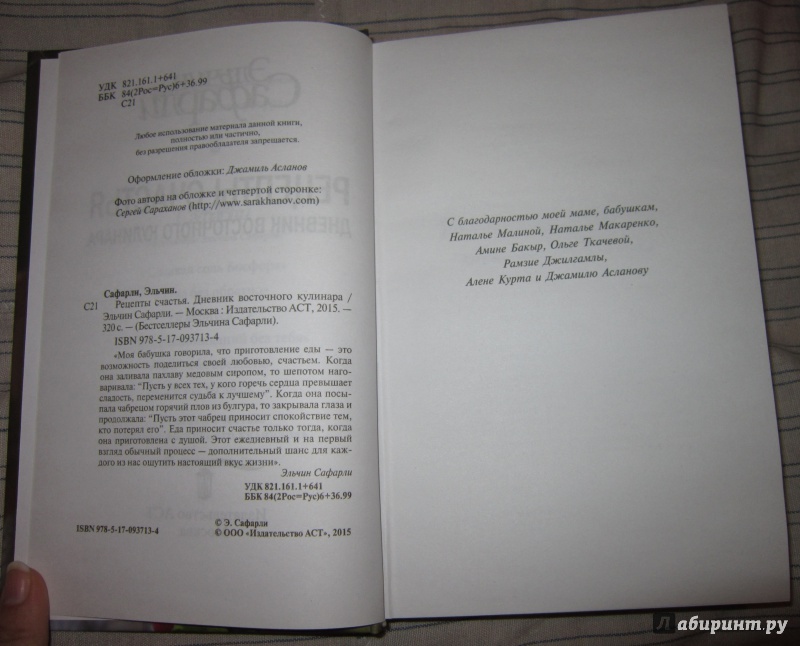 УДК 821.161.1+641
ББК 84(2Рос=Рус)6+36.99
С21
Любое использование материала данной книги,
полностью или частично,
без разрешения правообладателя запрещается.
Оформление обложки: Джамиль Асланов
Фото автора на обложке и четвертой сторонке:
Сергей Сараханов (http://www.sarakhanov.com)
Сафарли, Эльчин.
С21 Рецепты счастья. Дневник восточного кулинара /
Эльчин Сафарли. — Москва : Издательство АСТ, 2015. —
320 с. — (Бестселлеры Эльчина Сафарли).
ISBN 978-5-17-093713-4
“Моя бабушка говорила, что приготовление еды — это
возможность поделиться своей любовью, счастьем. Когда
она заливала пахлаву медовым сиропом, то шепотом наго-
варивала: “Пусть у всех тех, у кого горечь сердца превышает
сладость, переменится судьба к лучшему”. Когда она посы-
пала чабрецом горячий плов из булгура, то закрывала глаза и
продолжала: “Пусть этот чабрец приносит спокойствие тем,
кто потерял его”. Еда приносит счастье только тогда, когда
она приготовлена с душой. Этот ежедневный и на первый
взгляд обычный процесс — дополнительный шанс для каж-
дого из нас ощутить настоящий вкус жизни».
Эльчин Сафарли
УДК 821.161.1+641
ББК 84(2Рос=Рус)6+36.99
© Э. Сафарли
ISBN 978-5-17-093713-4 © ООО «Издательство АСТ», 2015
С благодарностью моей маме, бабушкам,
Наталье Малиной, Наталье Макаренко,
Амине Бакыр, Ольге Ткачевой,
Рамзие Джилгамлы,
Алене Курта и Джамилю Асланову
Лабиринт.ру